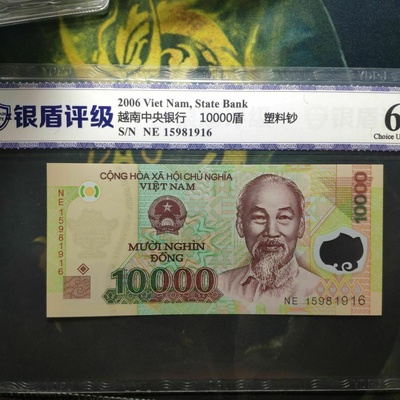 银盾评级
2006 Viet Nam, State Bank
越南中央银行 10000盾 塑料钞
S/N NE 15981916
6
Choice U
CỘNG HÒA XÃ HỘI CHỦ NGHĨA
VIỆT NAM
NE 15981916
MƯỜI NGHÌN
ĐỒNG
10000
10000
NE 15981916